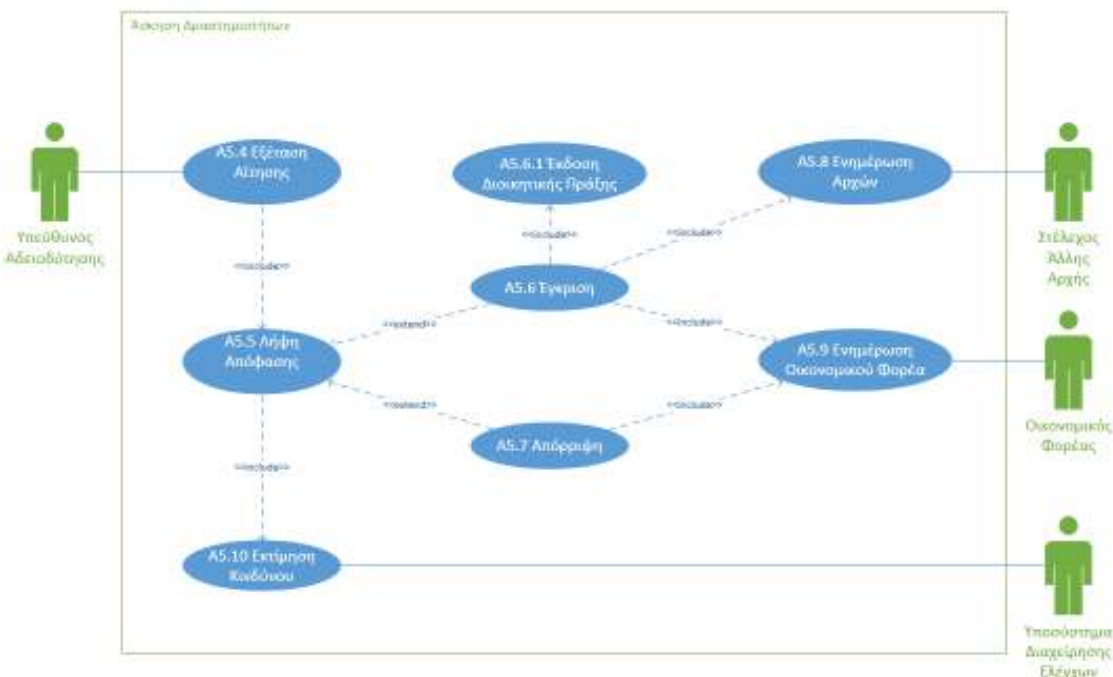 Άσκηση Δραστηριοτήτων
Α5.4 Εξέταση
Αίτησης
Α5.6.1 Έκδοση
Διοικητικής Πράξης
Α5.8 Ενημέρωση
Αρχών
Υπεύθυνος
Αδειοδότησης
Στέλεχος
Άλλης
Αρχής
<<include>>
<<include>>
<<include>>
Α5.6 Έγκριση
<<extend>>
<<include>>
Α5.5 Λήψη
Απόφασης
Α5.9 Ενημέρωση
Οικονομικού Φορέα
<<extend>>
<<include>>
Οικονομικός
Φορέας
Α5.7 Απόρριψη
<<include>>
Α5.10 Εκτίμηση
Κινδύνου
Υποσύστημα
Διαχείρησης
Ελέγχων